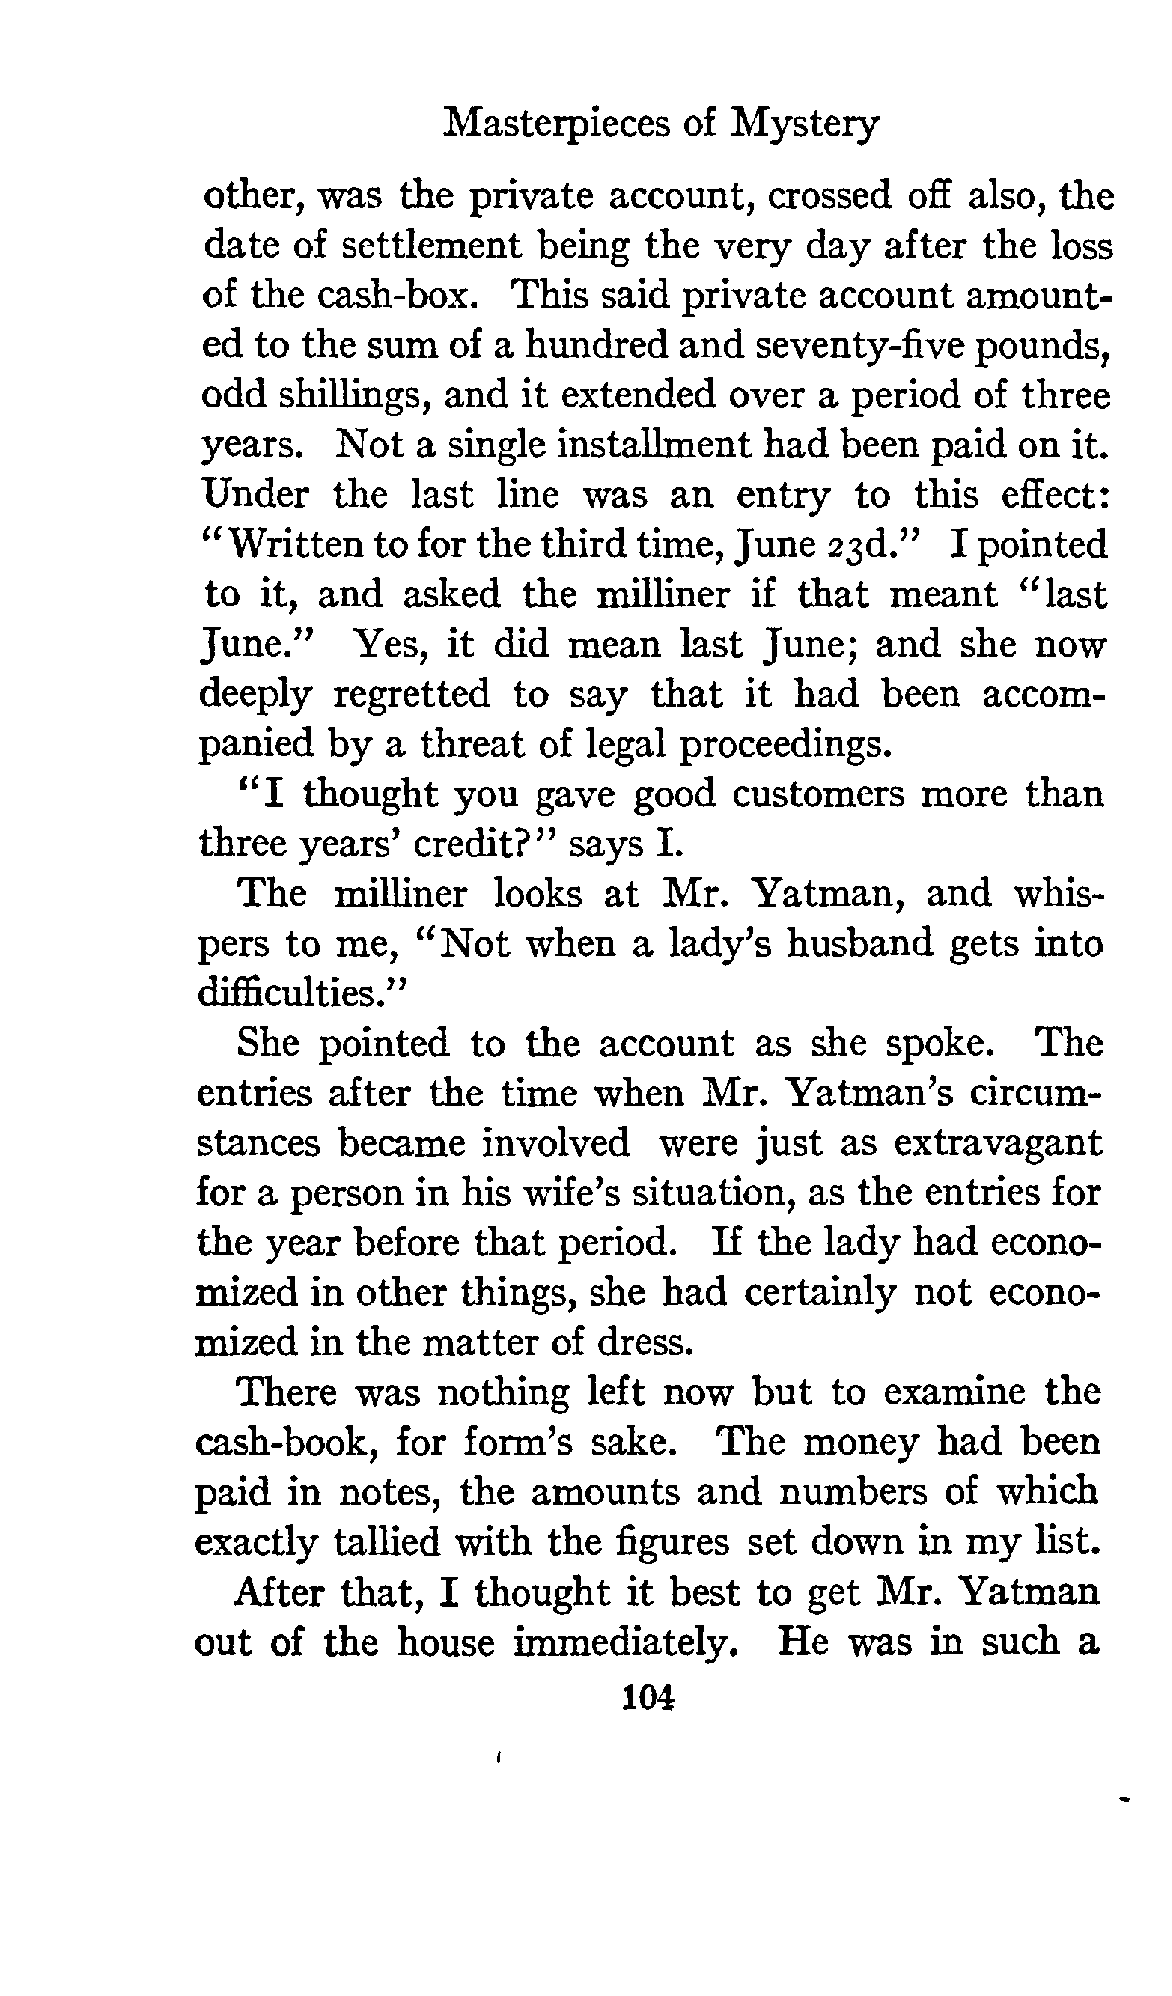 Masterpieces of Mystery
other, was the private account, crossed off also, the
date of settlement being the very day after the loss
of the cash-box. This said private account amount-
ed to the sum of a hundred and seventy-five pounds,
odd shillings, and it extended over a period of three
years. Not a single installment had been paid on it.
Under the last line was an entry to this effect:
"Written to for the third time, June 23d." I pointed
to it, and asked the milliner if that meant "last
June." Yes, it did mean last June; and she now
deeply regretted to say that it had been accom-
panied by a threat of legal proceedings.
"I thought you gave good customers more than
three years' credit?" says I.
The milliner looks at Mr. Yatman, and whis-
pers to me, "Not when a lady's husband gets into
difficulties."
She pointed to the account as she spoke. The
entries after the time when Mr. Yatman's circum-
stances became involved were just as extravagant
for a person in his wife's situation, as the entries for
the year before that period. If the lady had econo-
mized in other things, she had certainly not econo-
mized in the matter of dress.
There was nothing left now but to examine the
cash-book, for form's sake. The money had been
paid in notes, the amounts and numbers of which
exactly tallied with the figures set down in my list.
After that, I thought it best to get Mr. Yatman
out of the house immediately. He was in such a
104